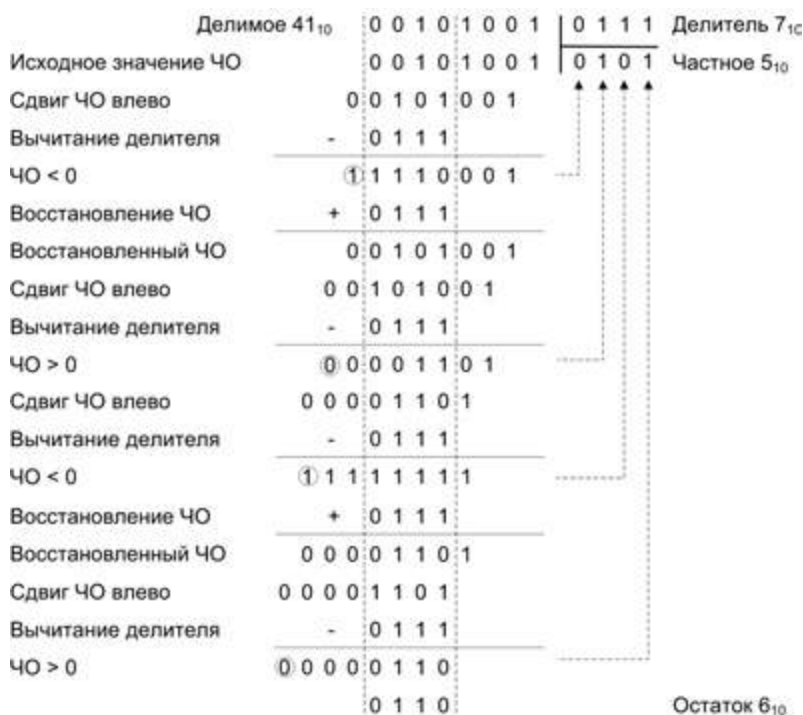 Делимое 41₁₀ 0 0 1 0 1 0 0 1 0 1 1 1 Делитель 7₁₀
Исходное значение ЧО 0 0 1 0 1 0 0 1 0 1 0 1 Частное 5₁₀
Сдвиг ЧО влево 0 0 1 0 1 0 0 1
Вычитание делителя - 0 1 1 1
ЧО < 0 1 1 1 1 0 0 0 1
Восстановление ЧО + 0 1 1 1
Восстановленный ЧО 0 0 1 0 1 0 0 1
Сдвиг ЧО влево 0 0 1 0 1 0 0 1
Вычитание делителя - 0 1 1 1
ЧО > 0 0 0 0 0 1 1 0 1
Сдвиг ЧО влево 0 0 0 0 1 1 0 1
Вычитание делителя - 0 1 1 1
ЧО < 0 1 1 1 1 1 1 1 1
Восстановление ЧО + 0 1 1 1
Восстановленный ЧО 0 0 0 0 1 1 0 1
Сдвиг ЧО влево 0 0 0 0 1 1 0 1
Вычитание делителя - 0 1 1 1
ЧО > 0 0 0 0 0 0 1 1 0
0 1 1 0 Остаток 6₁₀